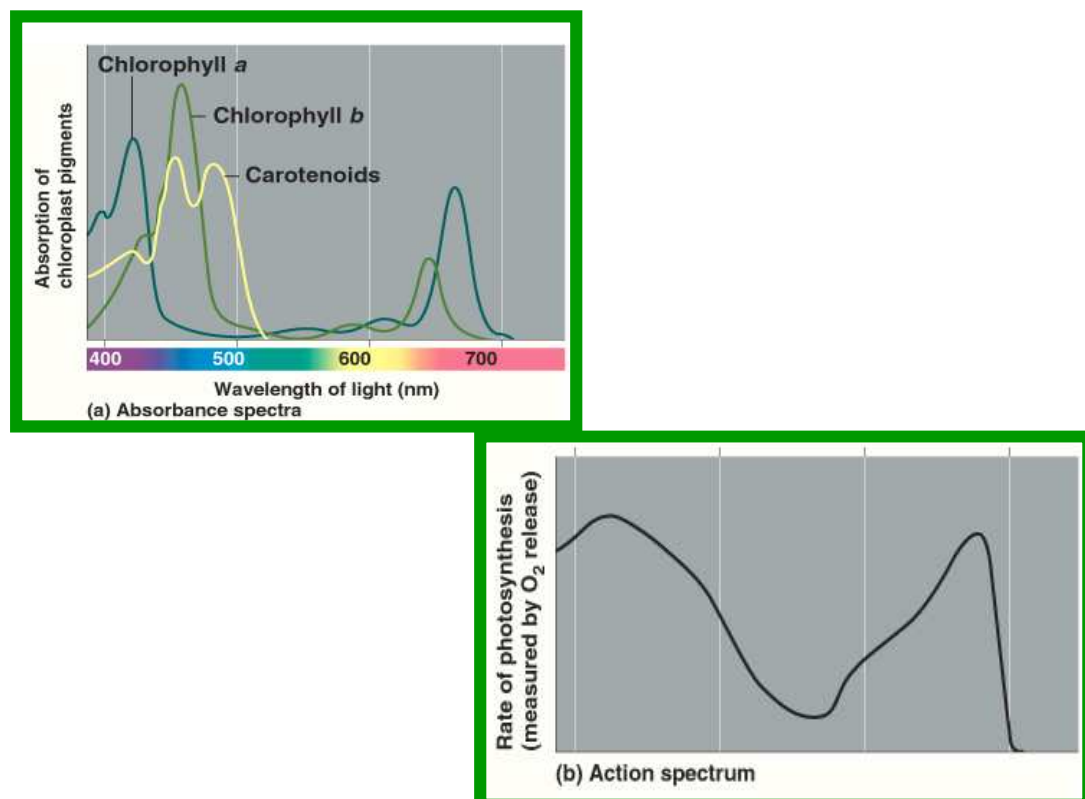 Chlorophyll a
Chlorophyll b
Carotenoids
Absorption of
chloroplast pigments
400 500 600 700
Wavelength of light (nm)
(a) Absorbance spectra
Rate of photosynthesis
(measured by O₂ release)
(b) Action spectrum